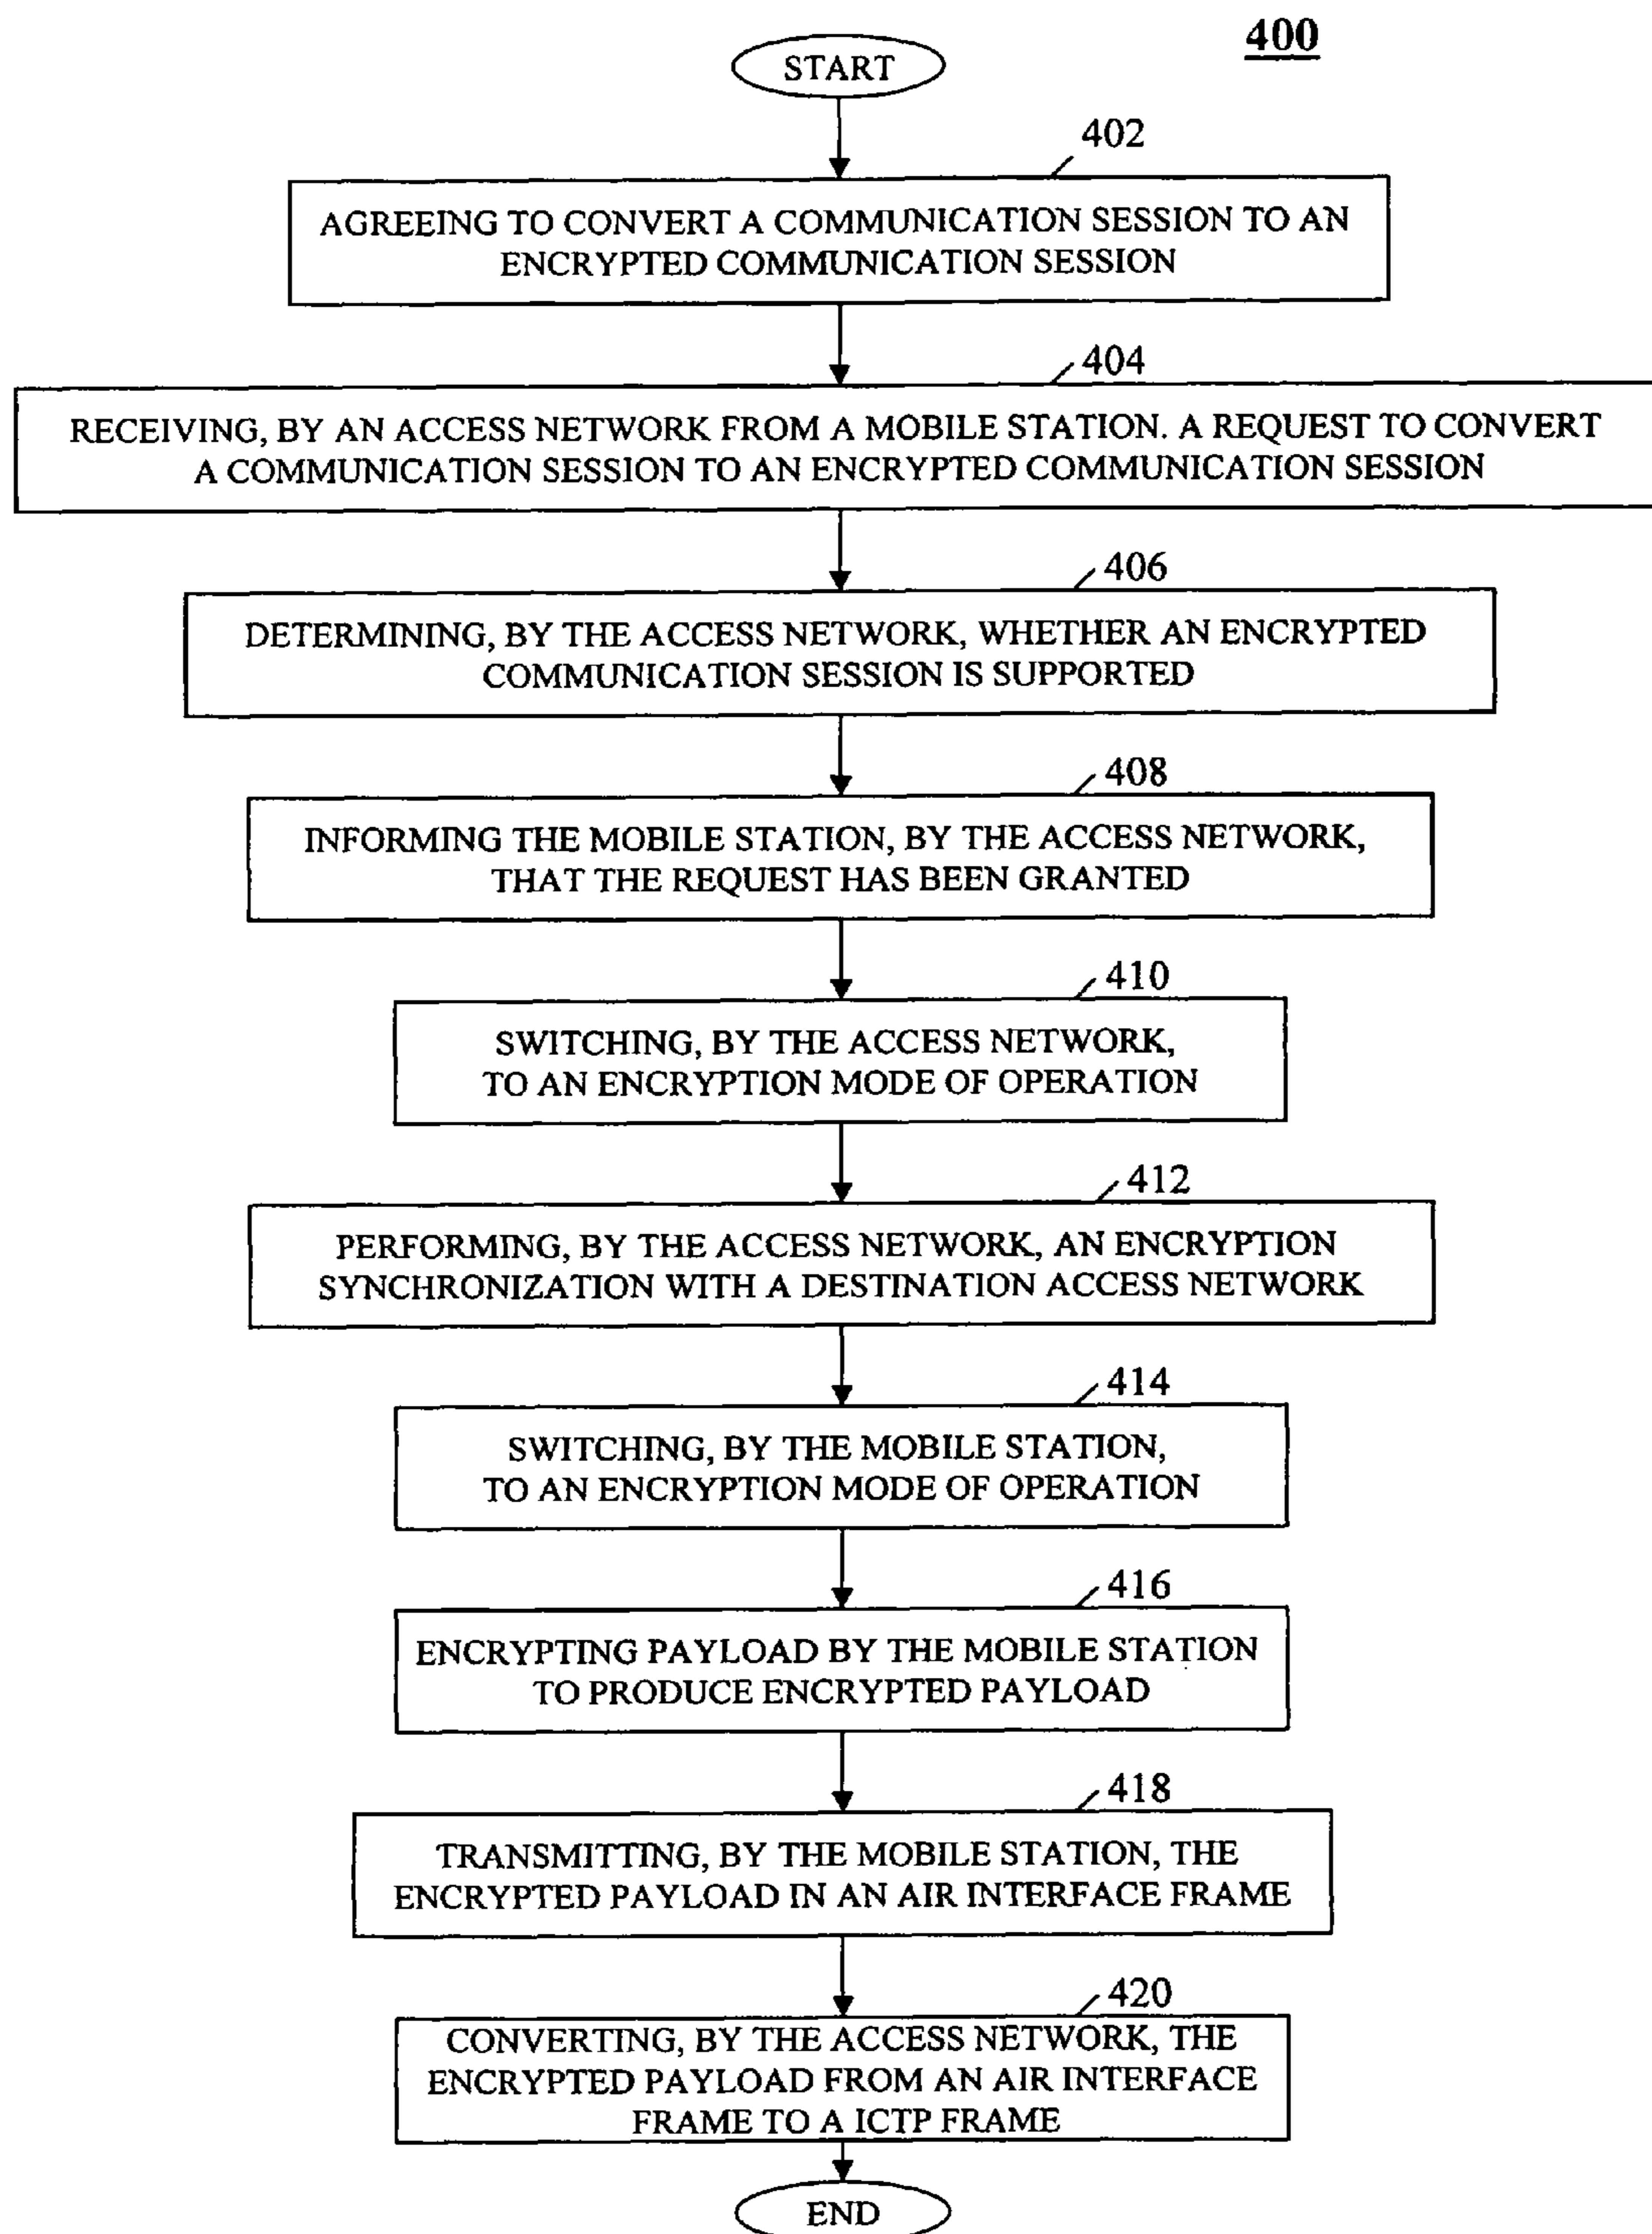 400
START
402
AGREEING TO CONVERT A COMMUNICATION SESSION TO AN
ENCRYPTED COMMUNICATION SESSION
404
RECEIVING, BY AN ACCESS NETWORK FROM A MOBILE STATION. A REQUEST TO CONVERT
A COMMUNICATION SESSION TO AN ENCRYPTED COMMUNICATION SESSION
406
DETERMINING, BY THE ACCESS NETWORK, WHETHER AN ENCRYPTED
COMMUNICATION SESSION IS SUPPORTED
408
INFORMING THE MOBILE STATION, BY THE ACCESS NETWORK,
THAT THE REQUEST HAS BEEN GRANTED
410
SWITCHING, BY THE ACCESS NETWORK,
TO AN ENCRYPTION MODE OF OPERATION
412
PERFORMING, BY THE ACCESS NETWORK, AN ENCRYPTION
SYNCHRONIZATION WITH A DESTINATION ACCESS NETWORK
414
SWITCHING, BY THE MOBILE STATION,
TO AN ENCRYPTION MODE OF OPERATION
416
ENCRYPTING PAYLOAD BY THE MOBILE STATION
TO PRODUCE ENCRYPTED PAYLOAD
418
TRANSMITTING, BY THE MOBILE STATION, THE
ENCRYPTED PAYLOAD IN AN AIR INTERFACE FRAME
420
CONVERTING, BY THE ACCESS NETWORK, THE
ENCRYPTED PAYLOAD FROM AN AIR INTERFACE
FRAME TO A ICTP FRAME
END